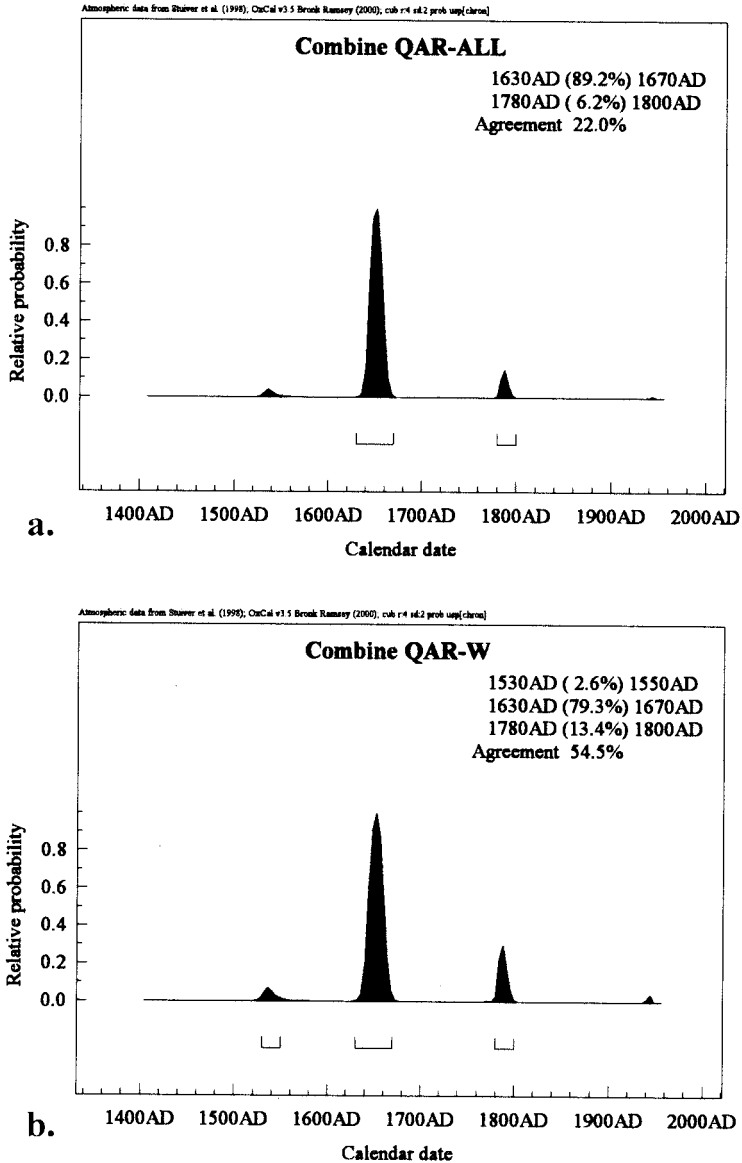 Atmospheric data from Stuiver et al. (1998); OxCal v3.5 Bronk Ramsey (2000); cub r:4 sd:2 prob usp[chron]
Combine QAR-ALL
1630AD (89.2%) 1670AD
1780AD ( 6.2%) 1800AD
Agreement 22.0%
Relative probability
0.8
0.6
0.4
0.2
0.0
1400AD 1500AD 1600AD 1700AD 1800AD 1900AD 2000AD
Calendar date
a.
Atmospheric data from Stuiver et al. (1998); OxCal v3.5 Bronk Ramsey (2000); cub r:4 sd:2 prob usp[chron]
Combine QAR-W
1530AD ( 2.6%) 1550AD
1630AD (79.3%) 1670AD
1780AD (13.4%) 1800AD
Agreement 54.5%
Relative probability
0.8
0.6
0.4
0.2
0.0
1400AD 1500AD 1600AD 1700AD 1800AD 1900AD 2000AD
Calendar date
b.